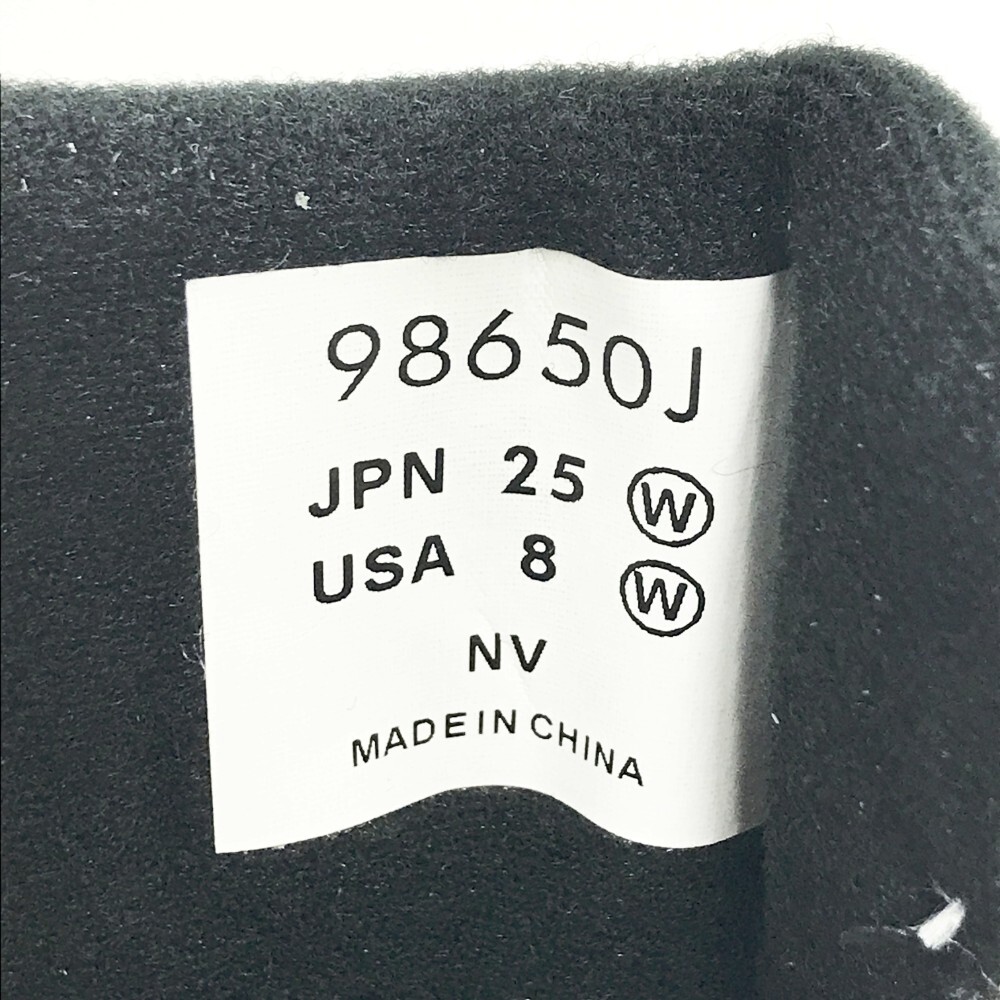 98650J
JPN 25 Ⓦ
USA 8 Ⓦ
NV
MADE IN CHINA